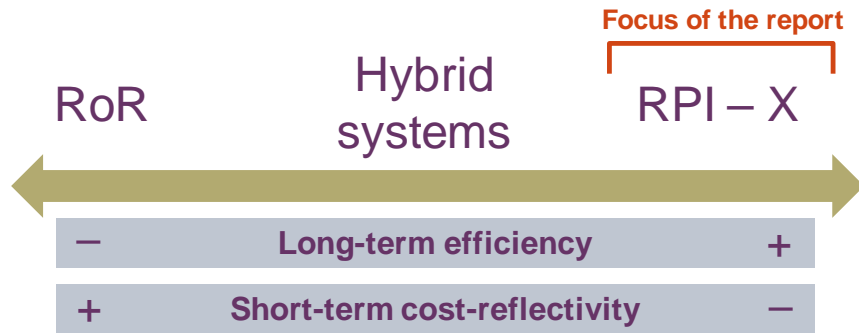 Focus of the report
RoR
Hybrid
systems
RPI – X
– Long-term efficiency +
+ Short-term cost-reflectivity –